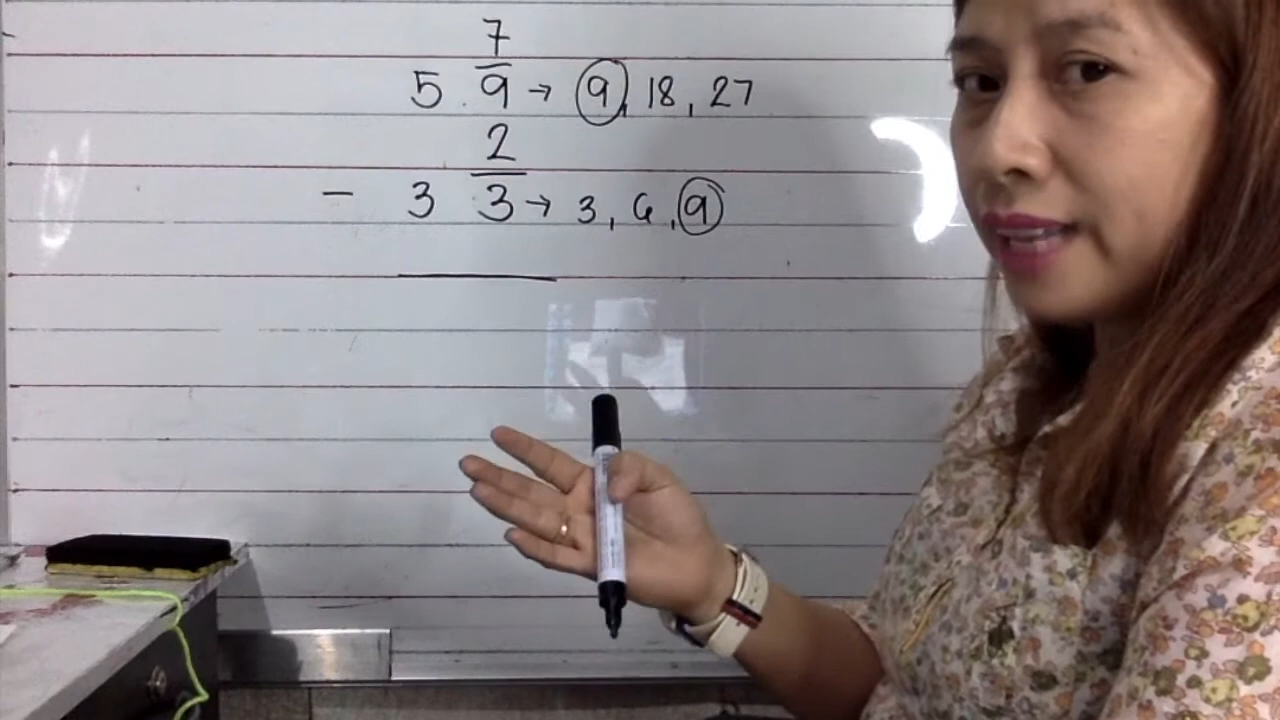 5 7/9 → 9, 18, 27
- 3 2/3 → 3, 6, 9